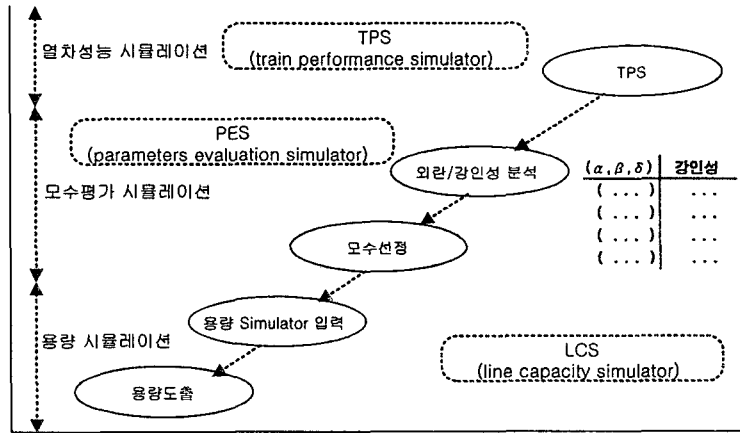 열차성능 시뮬레이션
TPS
(train performance simulator)
TPS
PES
(parameters evaluation simulator)
외란/강인성 분석
(α,β,δ) 강인성
( ... ) ...
( ... ) ...
( ... ) ...
( ... ) ...
모수평가 시뮬레이션
모수선정
용량 Simulator 입력
용량 시뮬레이션
LCS
(line capacity simulator)
용량도출